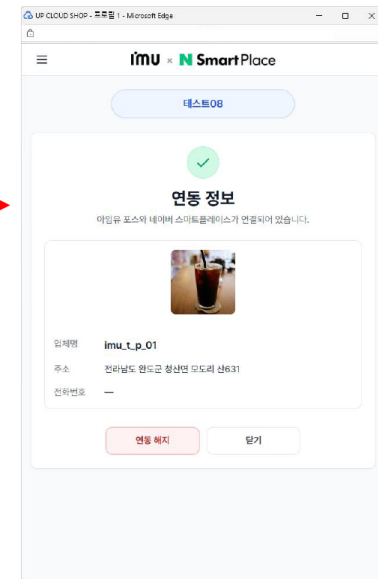 UP CLOUD SHOP - 프로필 1 - Microsoft Edge
imu × N Smart Place
테스트08
연동 정보
아임유 포스와 네이버 스마트플레이스가 연결되어 있습니다.
업체명 imu_t_p_01
주소 전라남도 완도군 청산면 모도리 산631
전화번호 —
연동 해지 닫기